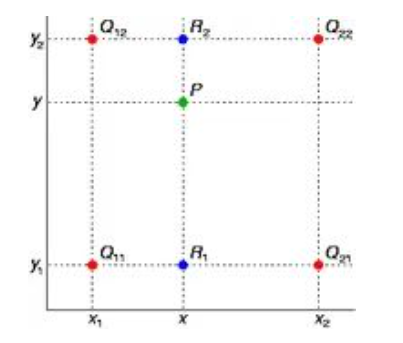 y₂ Q₁₂ R₂ Q₂₂
y P
y₁ Q₁₁ R₁ Q₂₁
x₁ x x₂